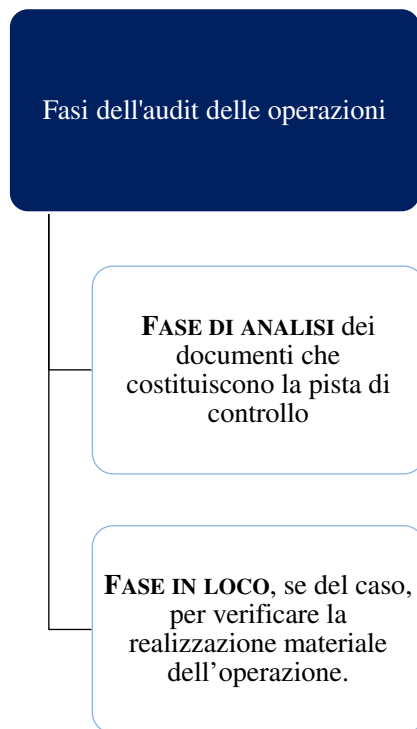 Fasi dell'audit delle operazioni
FASE DI ANALISI dei
documenti che
costituiscono la pista di
controllo
FASE IN LOCO, se del caso,
per verificare la
realizzazione materiale
dell’operazione.